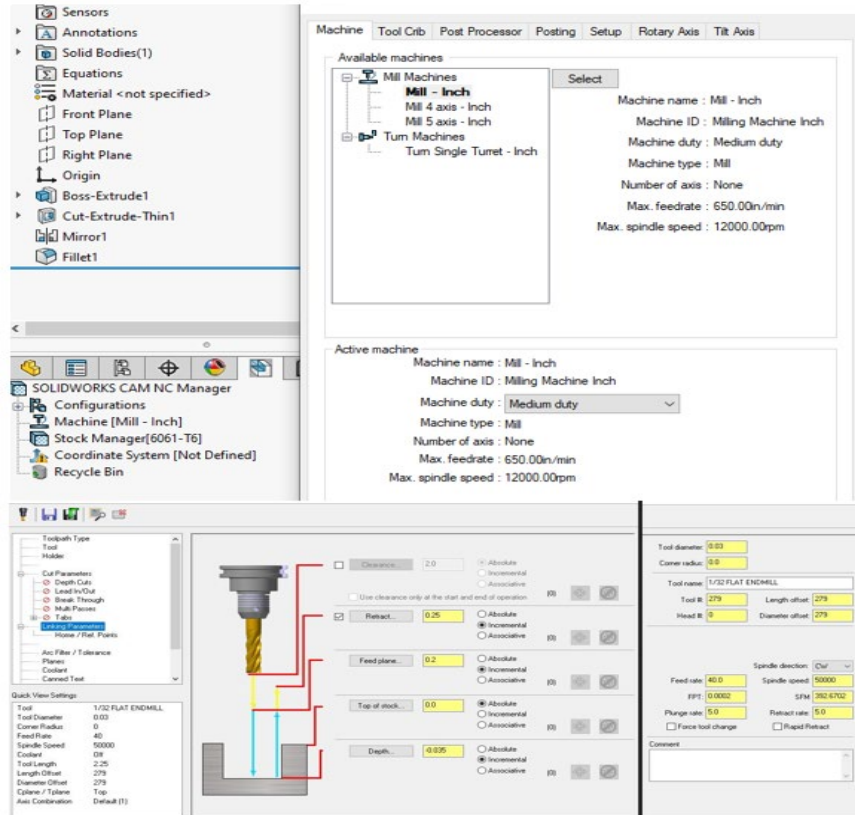 Sensors
Annotations
Solid Bodies(1)
Equations
Material <not specified>
Front Plane
Top Plane
Right Plane
Origin
Boss-Extrude1
Cut-Extrude-Thin1
Mirror1
Fillet1
SOLIDWORKS CAM NC Manager
Configurations
Machine [Mill - Inch]
Stock Manager[6061-T6]
Coordinate System [Not Defined]
Recycle Bin
Machine Tool Crib Post Processor Posting Setup Rotary Axis Tilt Axis
Available machines
Mill Machines
Mill - Inch
Mill 4 axis - Inch
Mill 5 axis - Inch
Turn Machines
Turn Single Turret - Inch
Select
Machine name : Mill - Inch
Machine ID : Milling Machine Inch
Machine duty : Medium duty
Machine type : Mill
Number of axis : None
Max. feedrate : 650.00in/min
Max. spindle speed : 12000.00rpm
Active machine
Machine name : Mill - Inch
Machine ID : Milling Machine Inch
Machine duty : Medium duty
Machine type : Mill
Number of axis : None
Max. feedrate : 650.00in/min
Max. spindle speed : 12000.00rpm
Toolpath Type
Tool
Holder
Cut Parameters
Depth Cuts
Lead In/Out
Break Through
Multi Passes
Tabs
Linking Parameters
Home / Ref. Points
Arc Filter / Tolerance
Planes
Coolant
Canned Text
Quick View Settings
Tool 1/32 FLAT ENDMILL
Tool Diameter 0.03
Corner Radius 0
Feed Rate 40
Spindle Speed 50000
Coolant Off
Tool Length 2.25
Length Offset 279
Diameter Offset 279
Cplane / Tplane Top
Axis Combination Default (1)
Clearance... 2.0 Absolute
Incremental
Associative
Use clearance only at the start and end of operation (0)
Retract... 0.25 Absolute
Incremental
Associative (0)
Feed plane... 0.2 Absolute
Incremental
Associative (0)
Top of stock... 0.0 Absolute
Incremental
Associative (0)
Depth... -0.035 Absolute
Incremental
Associative (0)
Tool diameter: 0.03
Corner radius: 0.0
Tool name: 1/32 FLAT ENDMILL
Tool #: 279 Length offset: 279
Head #: 0 Diameter offset: 279
Spindle direction: CW
Feed rate: 40.0 Spindle speed: 50000
FPT: 0.0002 SFM 392.6702
Plunge rate: 5.0 Retract rate: 5.0
Force tool change Rapid Retract
Comment